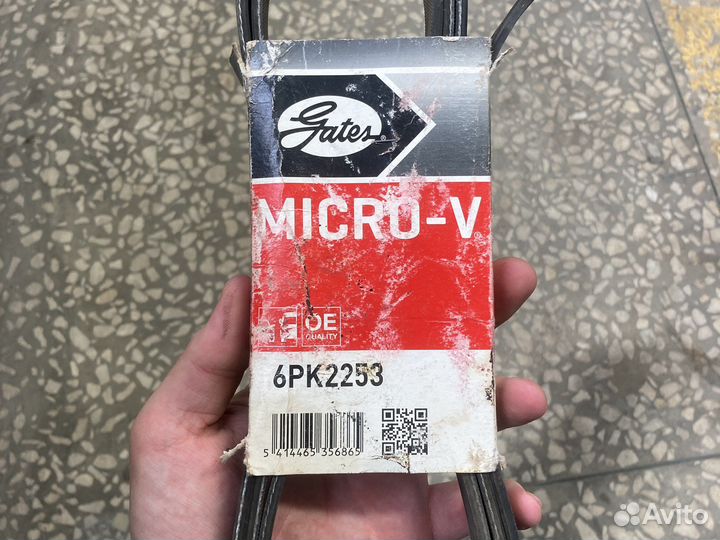 Gates®
MICRO-V®
OE
QUALITY
6PK2253
5 414465 356865
Avito